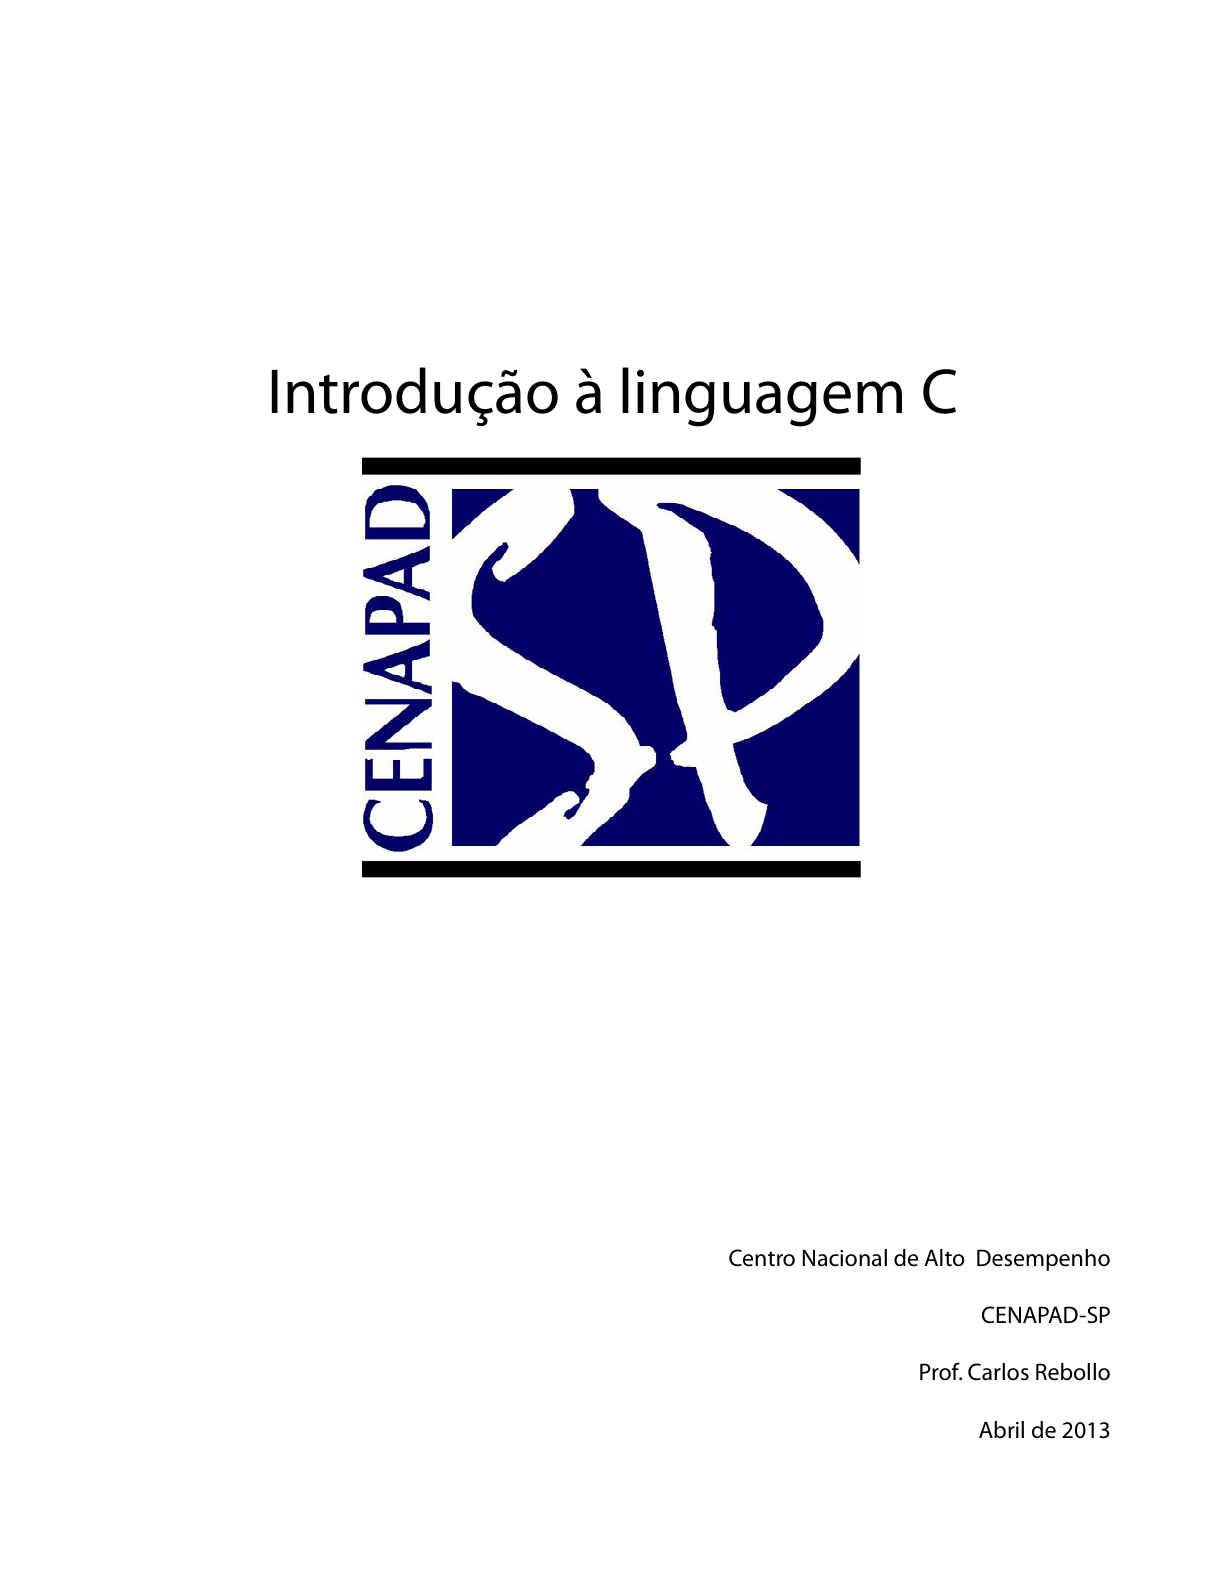 Introdução à linguagem C
CENAPAD
SP
Centro Nacional de Alto  Desempenho
CENAPAD-SP
Prof. Carlos Rebollo
Abril de 2013